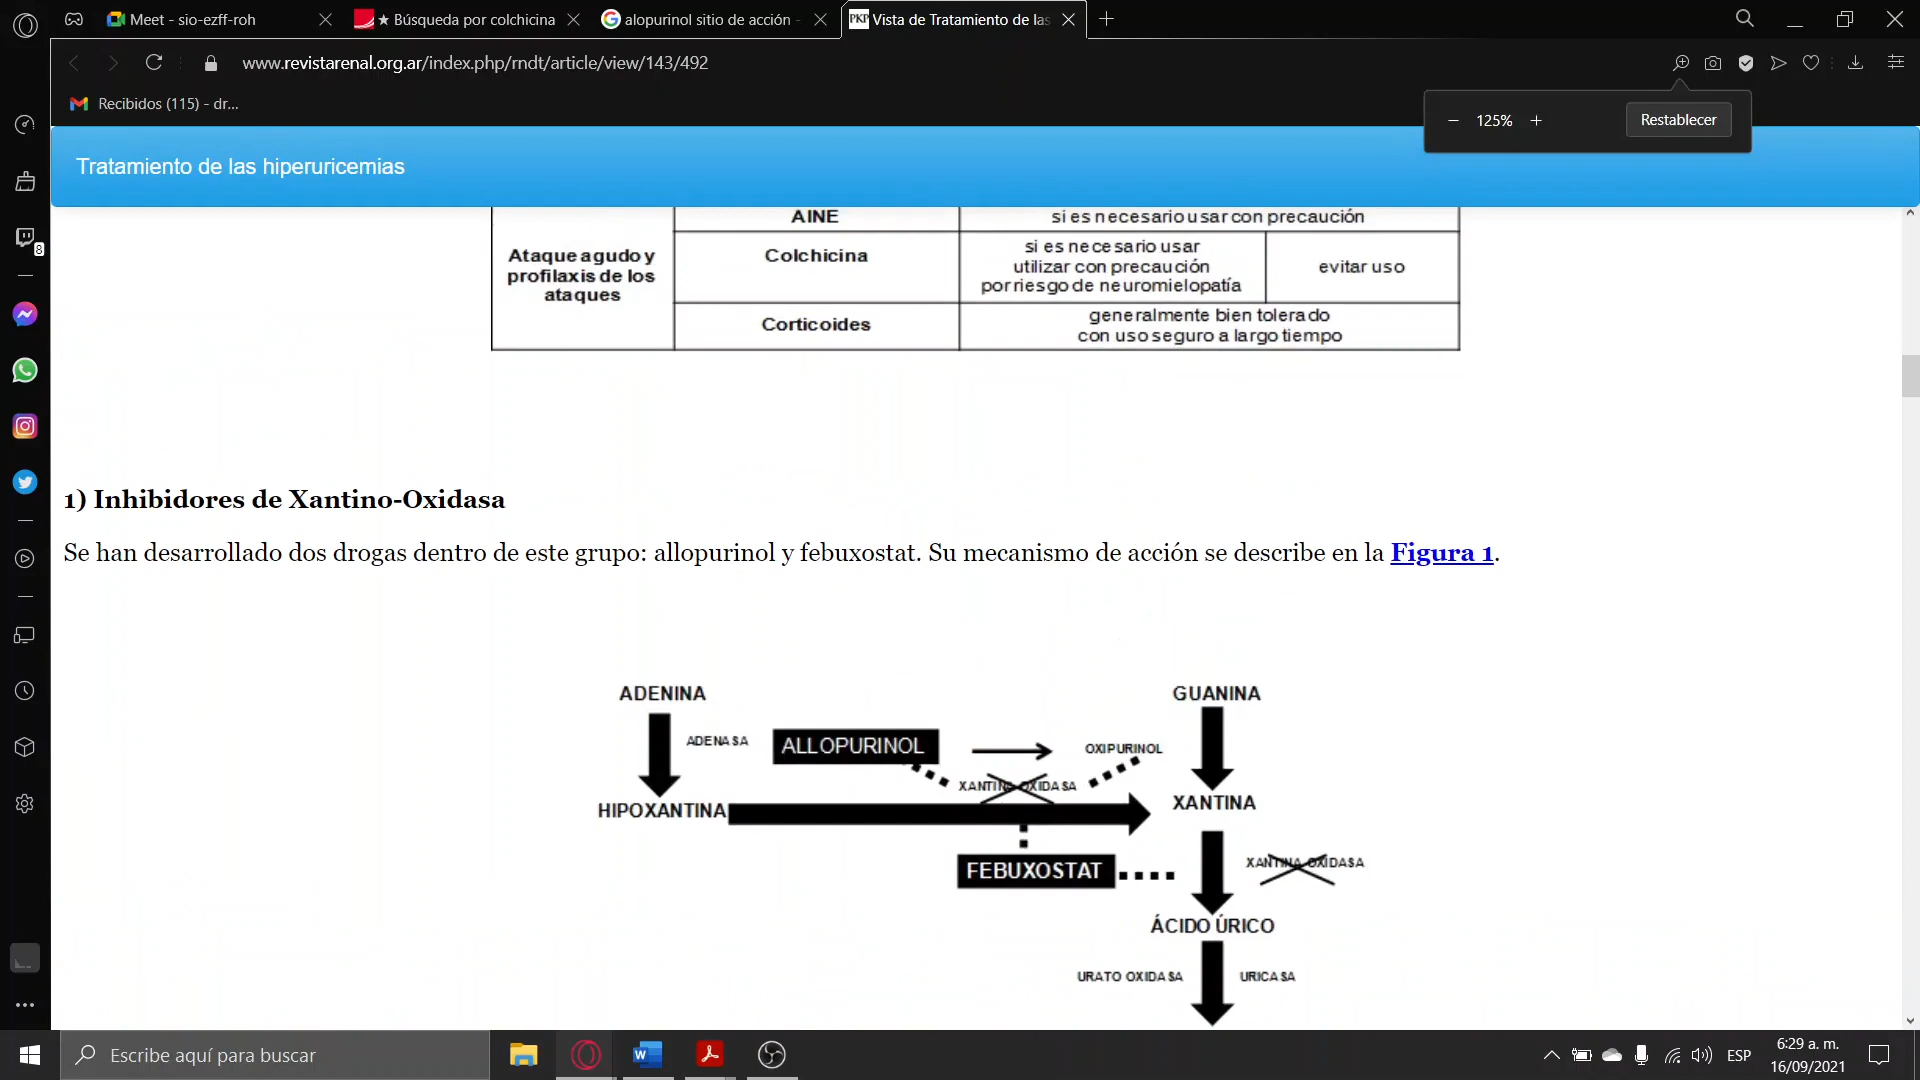 Meet - sio-ezff-roh
★ Búsqueda por colchicina
alopurinol sitio de acción -
PKP Vista de Tratamiento de las
www.revistarenal.org.ar/index.php/rndt/article/view/143/492
Recibidos (115) - dr...
125%
Restablecer
Tratamiento de las hiperuricemias
8
AINE
si es necesario usar con precaución
Ataque agudo y
profilaxis de los
ataques
Colchicina
si es necesario usar
utilizar con precaución
por riesgo de neuromielopatía
evitar uso
Corticoides
generalmente bien tolerado
con uso seguro a largo tiempo
1) Inhibidores de Xantino-Oxidasa
Se han desarrollado dos drogas dentro de este grupo: allopurinol y febuxostat. Su mecanismo de acción se describe en la Figura 1.
ADENINA
GUANINA
ADENASA
ALLOPURINOL
OXIPURINOL
XANTINO OXIDASA
HIPOXANTINA
XANTINA
FEBUXOSTAT
XANTINA OXIDASA
ÁCIDO ÚRICO
URATO OXIDASA
URICASA
Escribe aquí para buscar
ESP
6:29 a. m.
16/09/2021